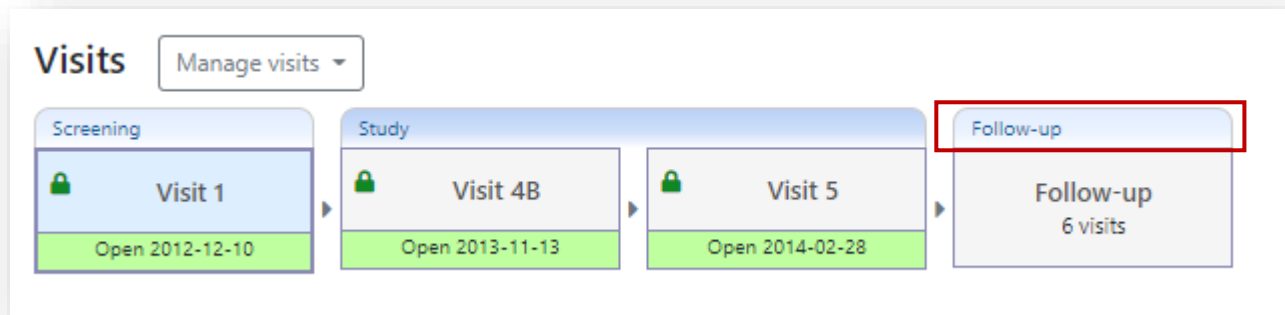 Visits
Manage visits
Screening
Study
Follow-up
Visit 1
Visit 4B
Visit 5
Follow-up
6 visits
Open 2012-12-10
Open 2013-11-13
Open 2014-02-28